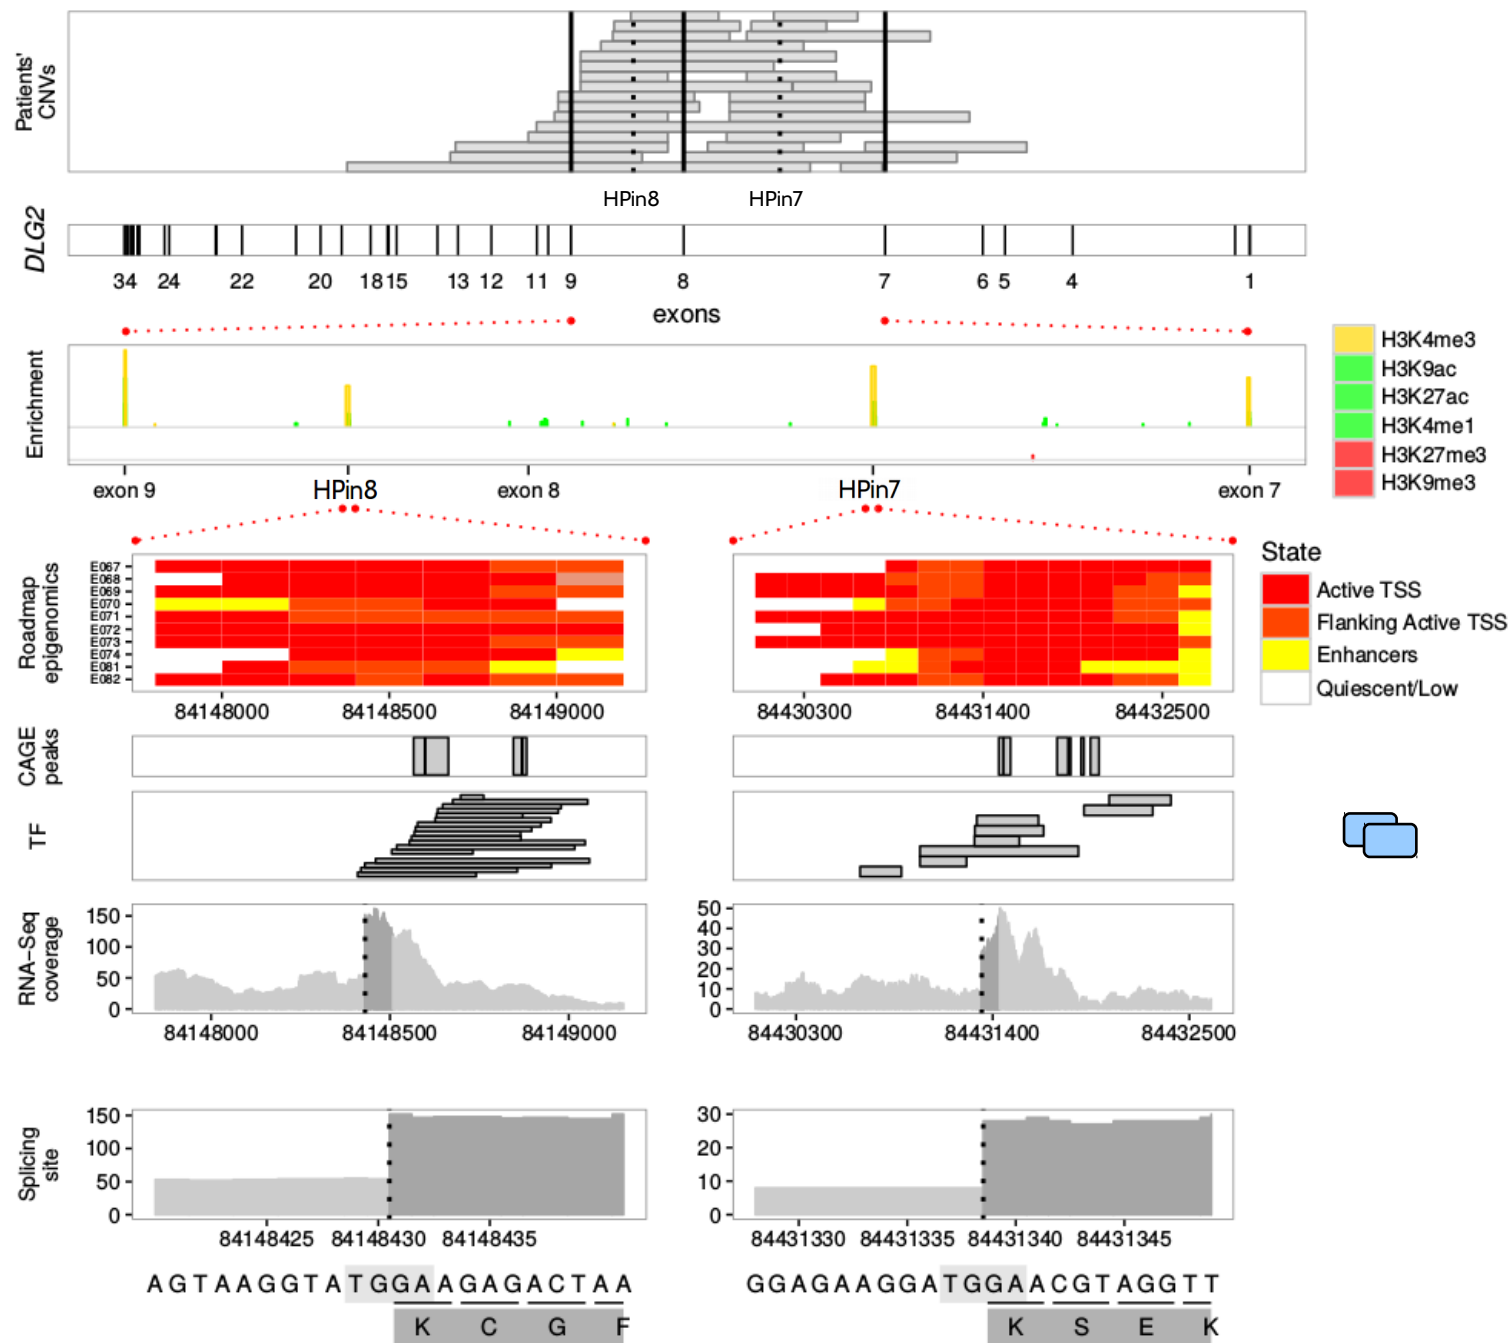 Patients'
CNVs
HPin8 HPin7
DLG2
34 24 22 20 18 15 13 12 11 9 8 7 6 5 4 1
exons
Enrichment
H3K4me3
H3K9ac
H3K27ac
H3K4me1
H3K27me3
H3K9me3
exon 9 HPin8 exon 8 HPin7 exon 7
Roadmap
epigenomics
E067
E068
E069
E070
E071
E072
E073
E074
E081
E082
State
Active TSS
Flanking Active TSS
Enhancers
Quiescent/Low
84148000 84148500 84149000 84430300 84431400 84432500
CAGE
peaks
TF
RNA-Seq
coverage
150
100
50
0
50
40
30
20
10
0
84148000 84148500 84149000 84430300 84431400 84432500
Splicing
site
150
100
50
0
30
20
10
0
84148425 84148430 84148435 84431330 84431335 84431340 84431345
AGTAAGGTATGGAAGAGACTAA GGAGAAGGATGGAACGTAGGTT
K C G F K S E K